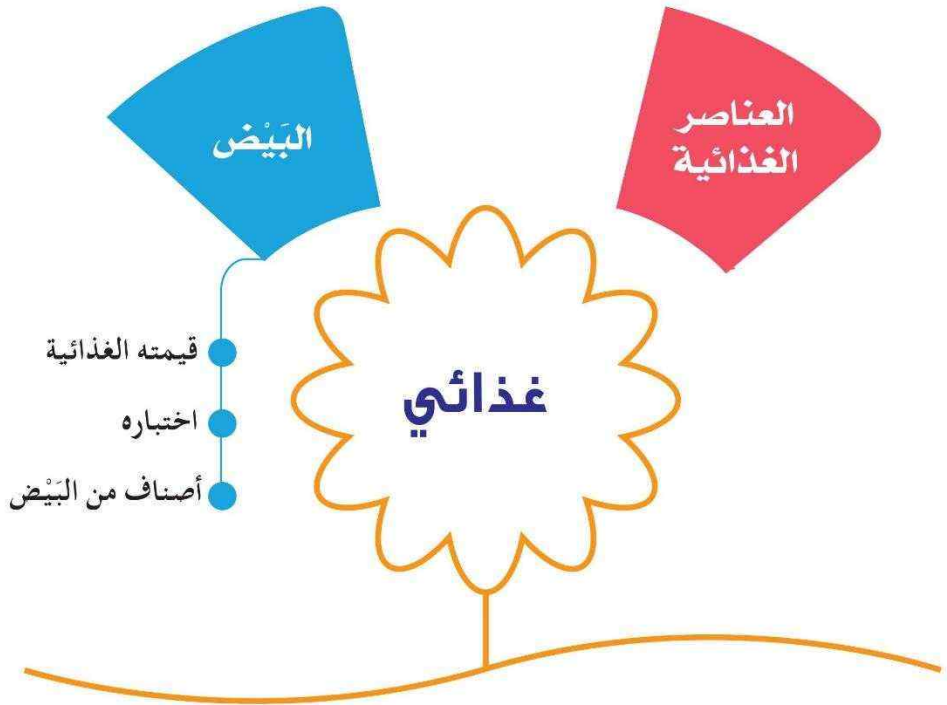 العناصر
الغذائية
البَيْض
غذائي
قيمته الغذائية
اختباره
أصناف من البَيْض